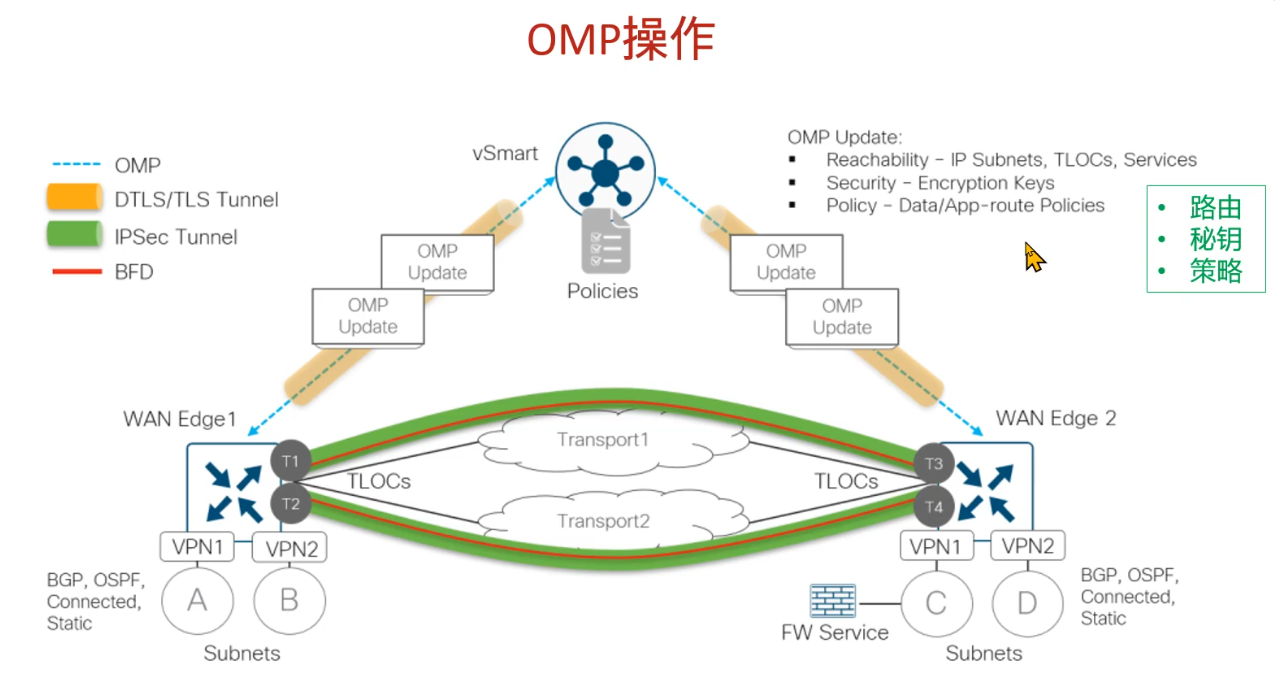 OMP操作
OMP
DTLS/TLS Tunnel
IPSec Tunnel
BFD
vSmart
Policies
OMP Update:
▪ Reachability – IP Subnets, TLOCs, Services
▪ Security – Encryption Keys
▪ Policy – Data/App-route Policies
• 路由
• 秘钥
• 策略
OMP
Update
OMP
Update
OMP
Update
OMP
Update
WAN Edge1
WAN Edge 2
T1
T2
TLOCs
Transport1
Transport2
TLOCs
T3
T4
VPN1
VPN2
VPN1
VPN2
BGP, OSPF,
Connected,
Static
A
B
Subnets
FW Service
C
D
BGP, OSPF,
Connected,
Static
Subnets